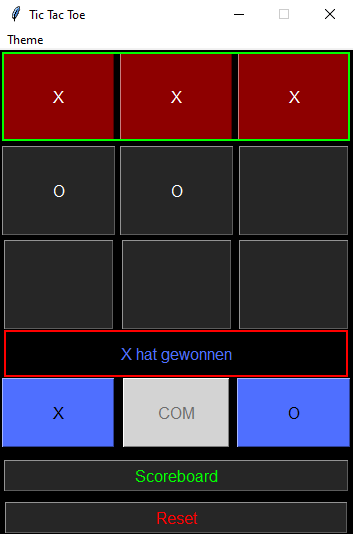 Tic Tac Toe
Theme
X X X
O O
X hat gewonnen
X COM O
Scoreboard
Reset